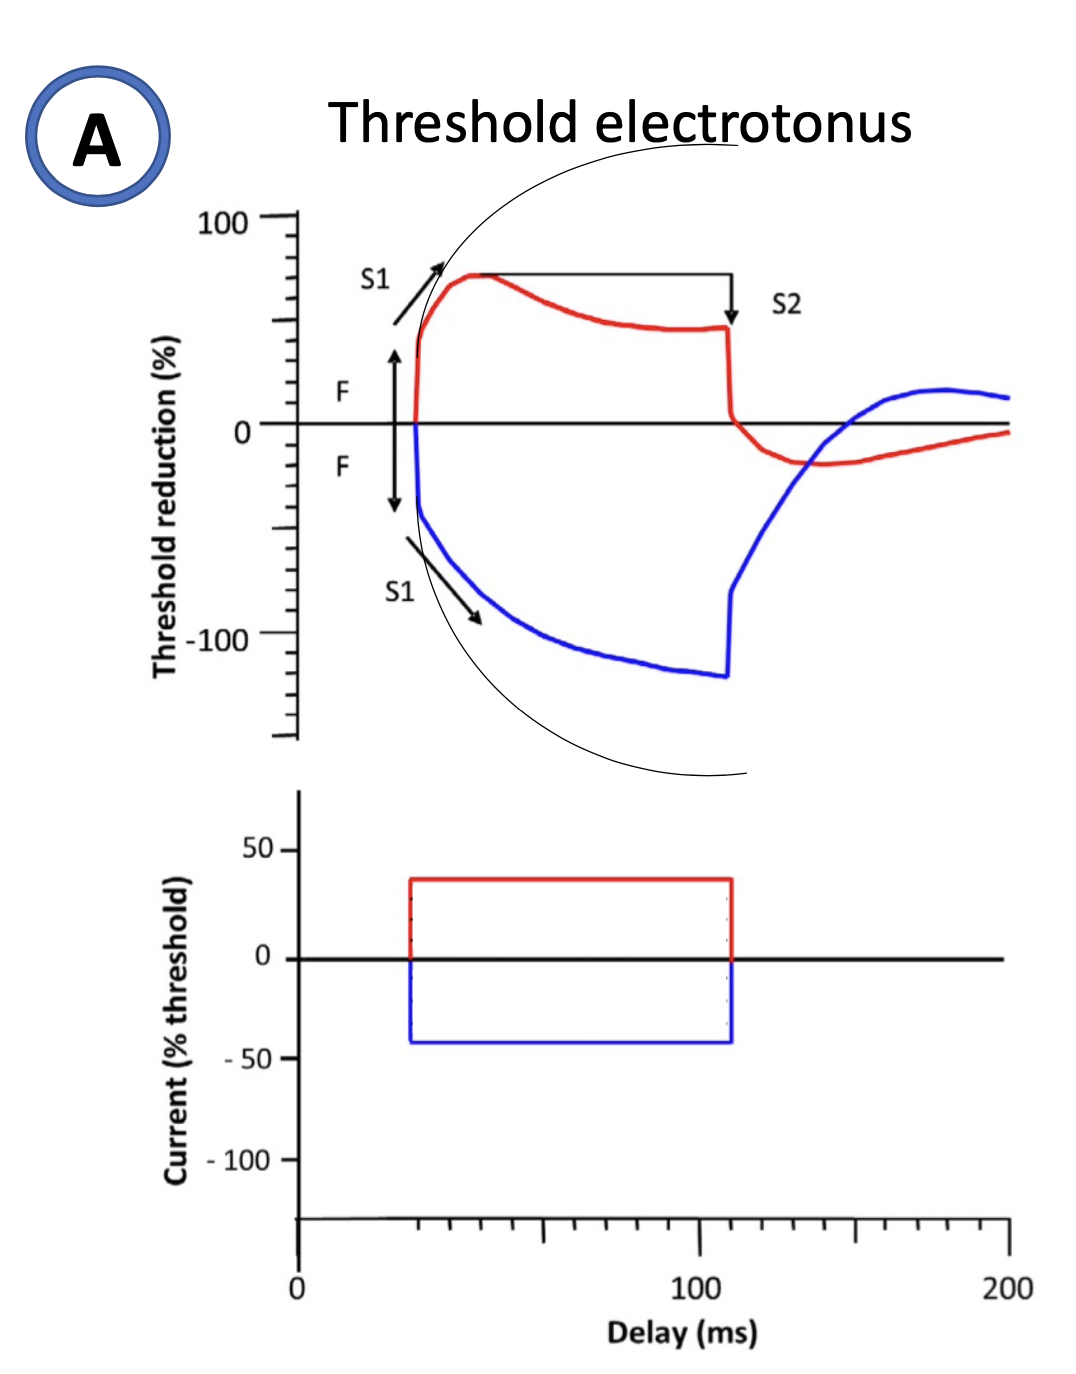 A
Threshold electrotonus
100
S1
S2
F
0
F
S1
-100
Threshold reduction (%)
50
0
- 50
- 100
Current (% threshold)
0
100
200
Delay (ms)